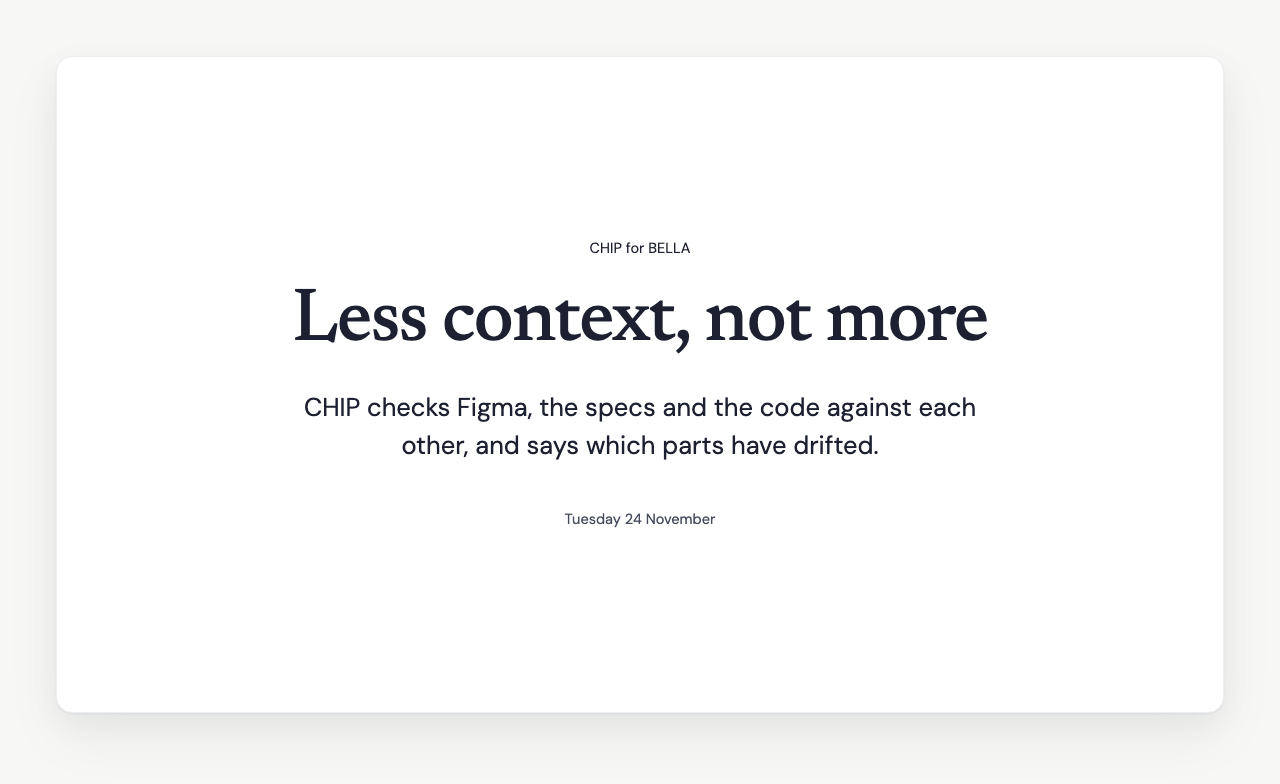 CHIP for BELLA
Less context, not more
CHIP checks Figma, the specs and the code against each
other, and says which parts have drifted.
Tuesday 24 November